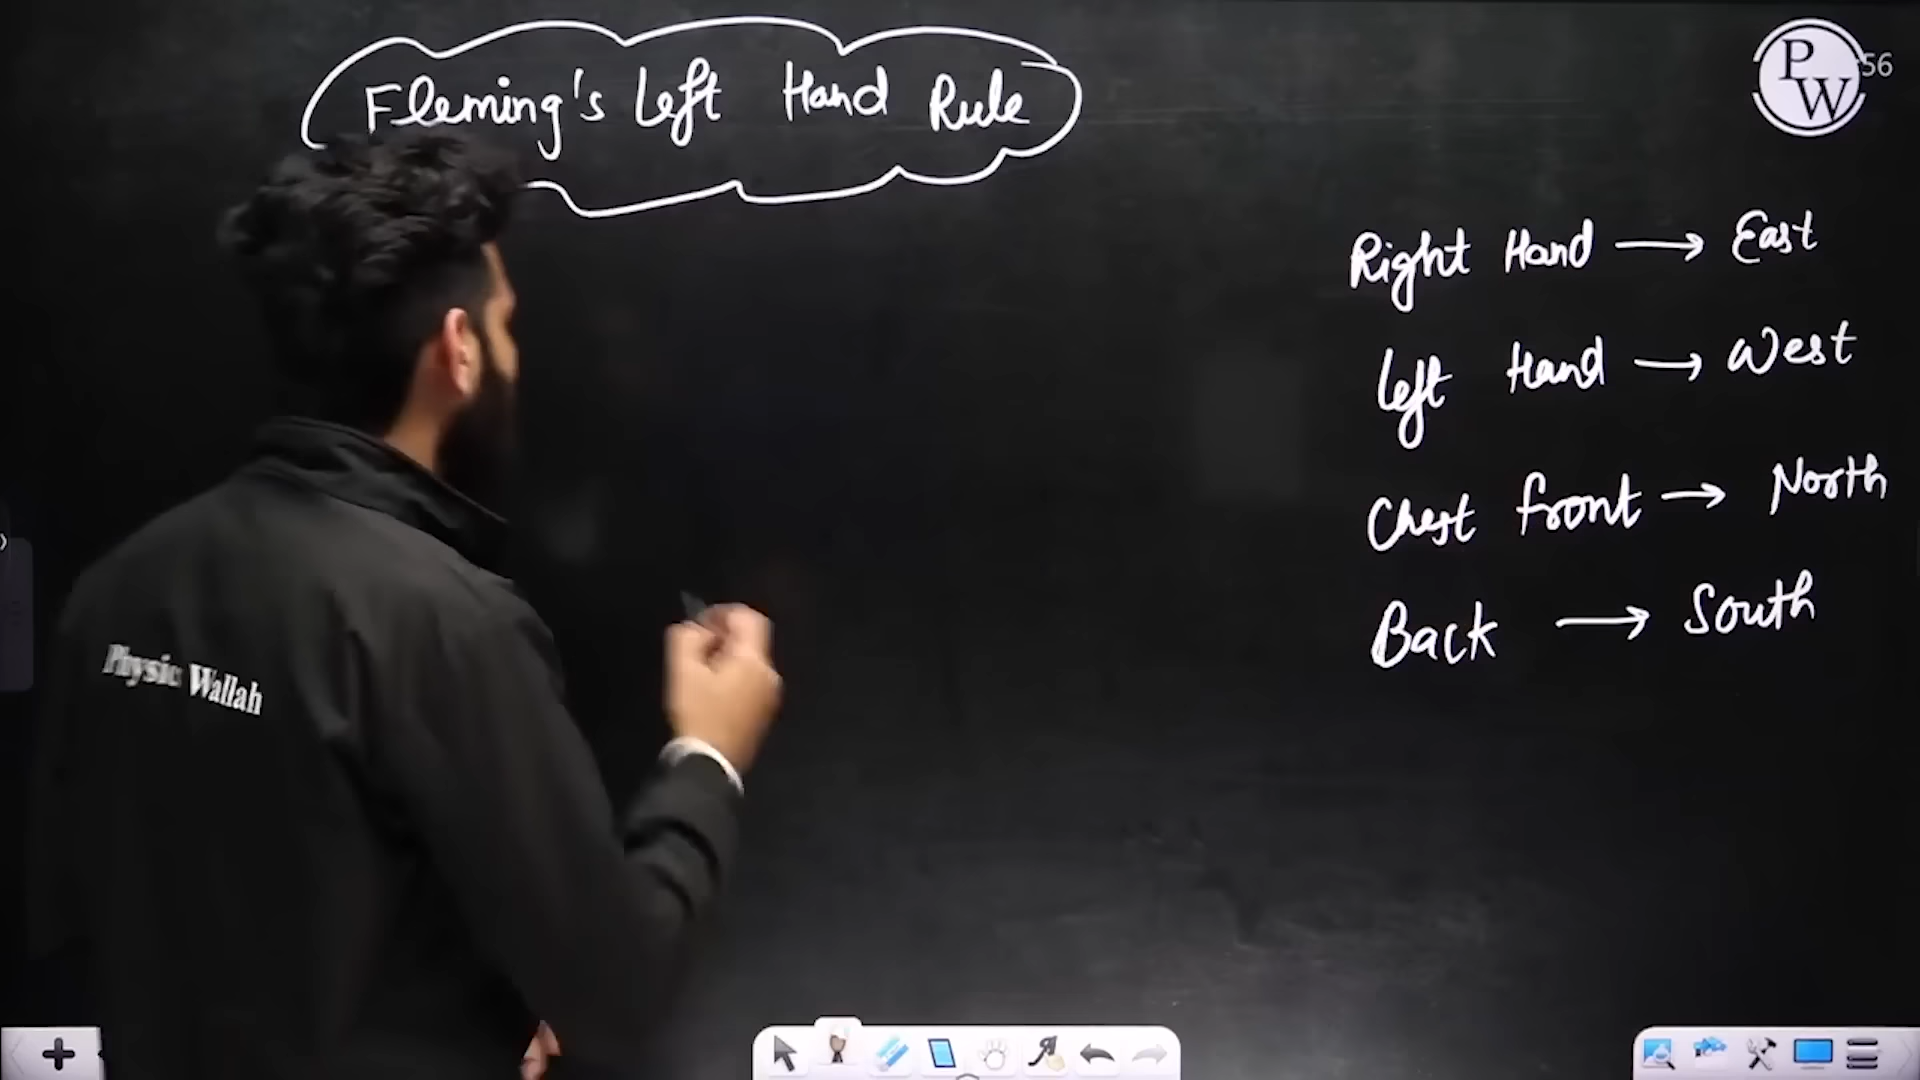 Fleming's Left Hand Rule
PW
56
Right Hand → East
Left Hand → West
Chest front → North
Back → South
Physics Wallah